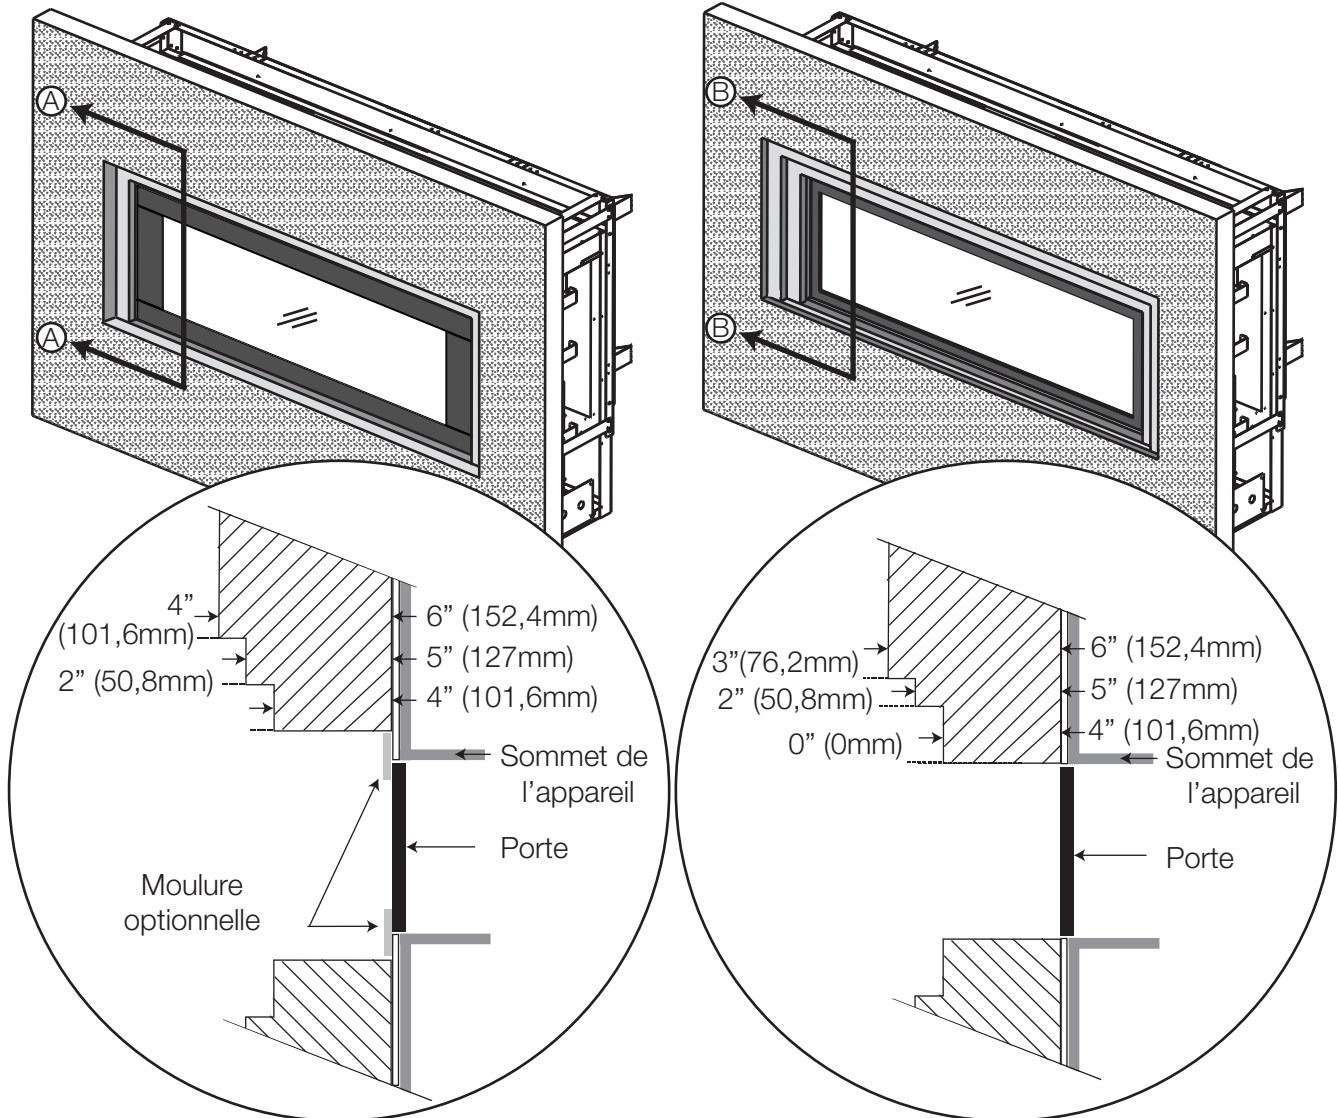 A
A
4”
(101,6mm)
2” (50,8mm)
6” (152,4mm)
5” (127mm)
4” (101,6mm)
Sommet de
l’appareil
Porte
Moulure
optionnelle
B
B
3”(76,2mm)
2” (50,8mm)
0” (0mm)
6” (152,4mm)
5” (127mm)
4” (101,6mm)
Sommet de
l’appareil
Porte